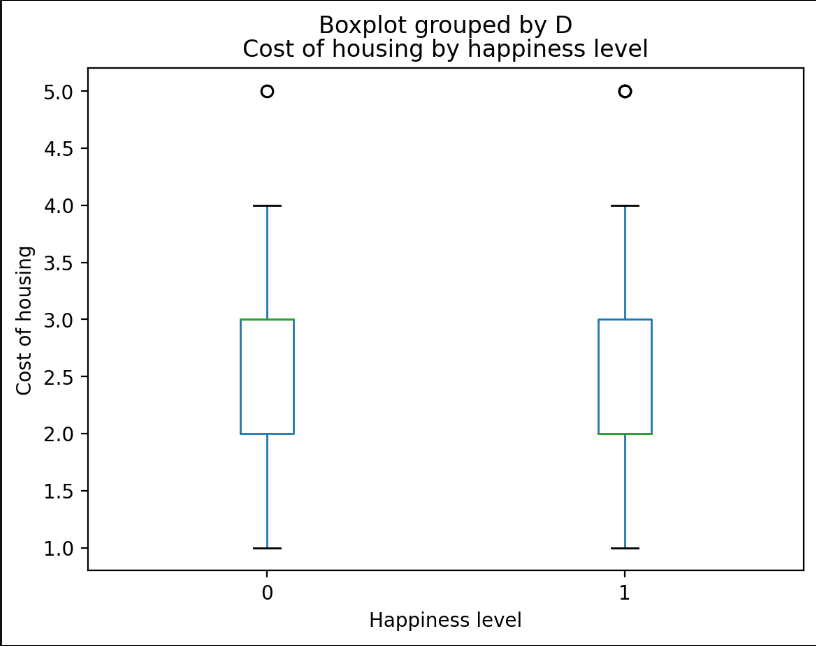 Boxplot grouped by D
Cost of housing by happiness level
5.0
4.5
4.0
3.5
3.0
2.5
2.0
1.5
1.0
Cost of housing
0 1
Happiness level